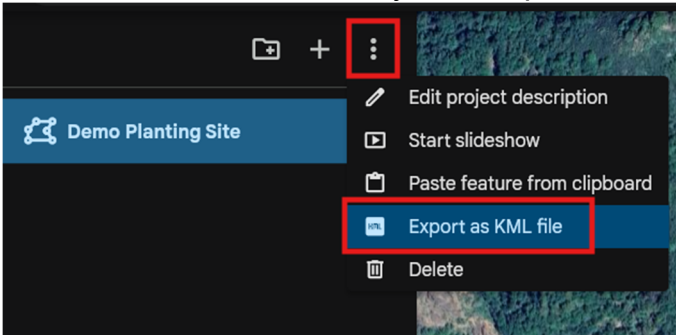 Edit project description
Demo Planting Site
Start slideshow
Paste feature from clipboard
Export as KML file
Delete